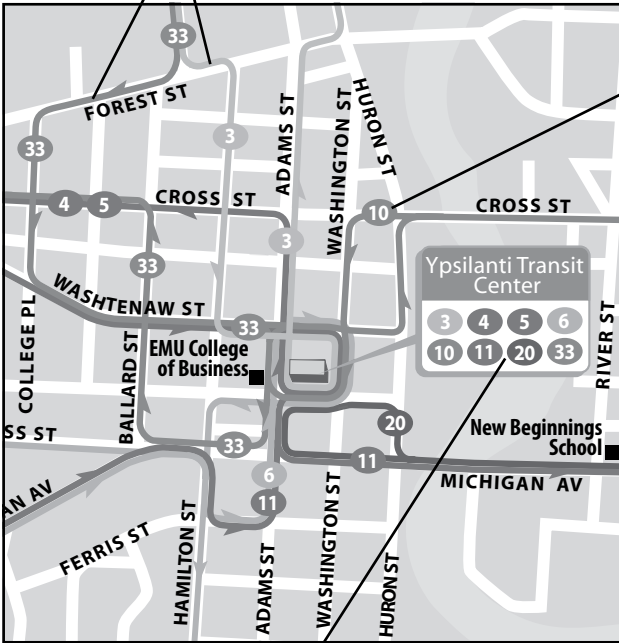 33
FOREST ST
3
33
ADAMS ST
WASHINGTON ST
HURON ST
4
5
CROSS ST
10
CROSS ST
3
33
Ypsilanti Transit
Center
3 4 5 6
10 11 20 33
WASHTENAW ST
33
COLLEGE PL
BALLARD ST
EMU College
of Business
RIVER ST
20
New Beginnings
School
SS ST
33
11
MICHIGAN AV
6
11
AN AV
FERRIS ST
HAMILTON ST
ADAMS ST
WASHINGTON ST
HURON ST